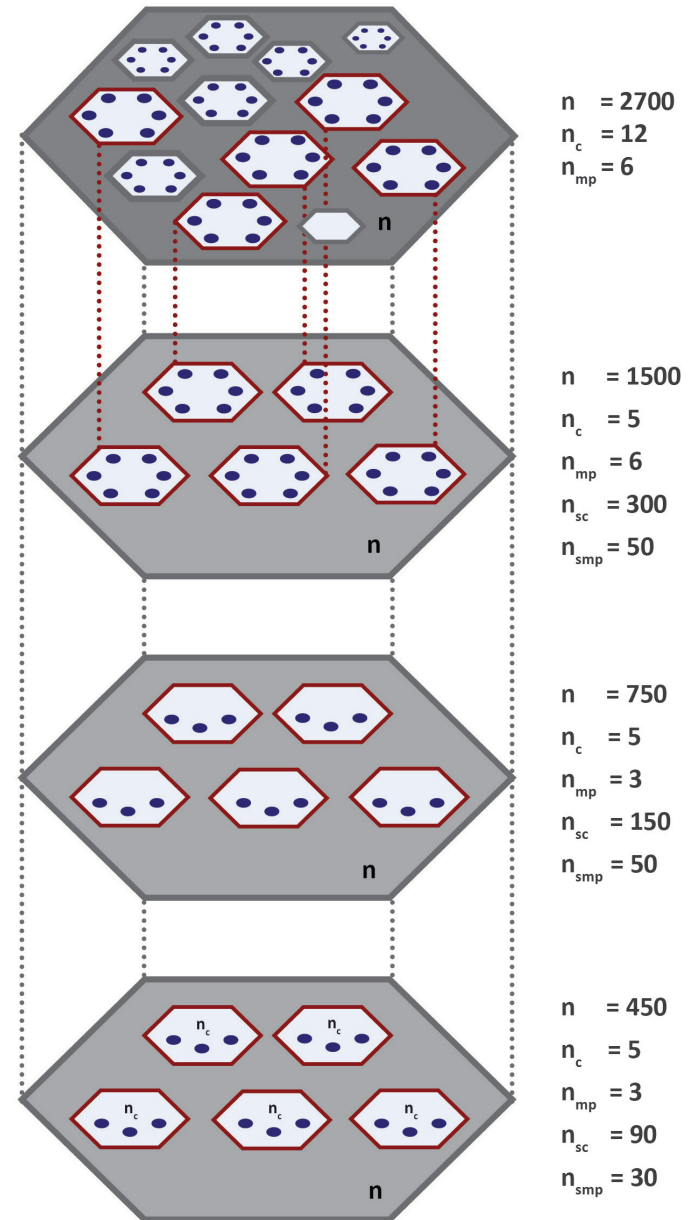 n = 2700
n_c = 12
n_mp = 6
n
n = 1500
n_c = 5
n_mp = 6
n_sc = 300
n_smp = 50
n
n = 750
n_c = 5
n_mp = 3
n_sc = 150
n_smp = 50
n
n = 450
n_c n_c
n_c = 5
n_mp = 3
n_c n_c n_c
n_sc = 90
n_smp = 30
n